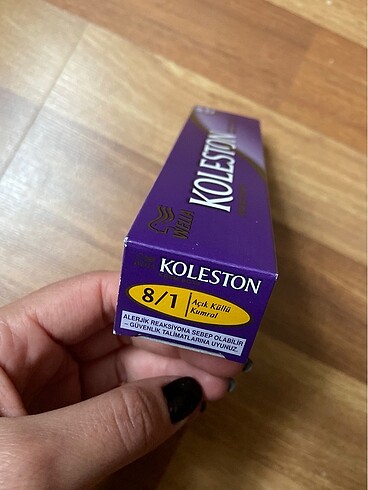 KOLESTON
Wella
KOLESTON
8/1
Açık Küllü
Kumral
ALERJİK REAKSİYONA SEBEP OLABİLİR
– GÜVENLİK TALİMATLARINA UYUNUZ.